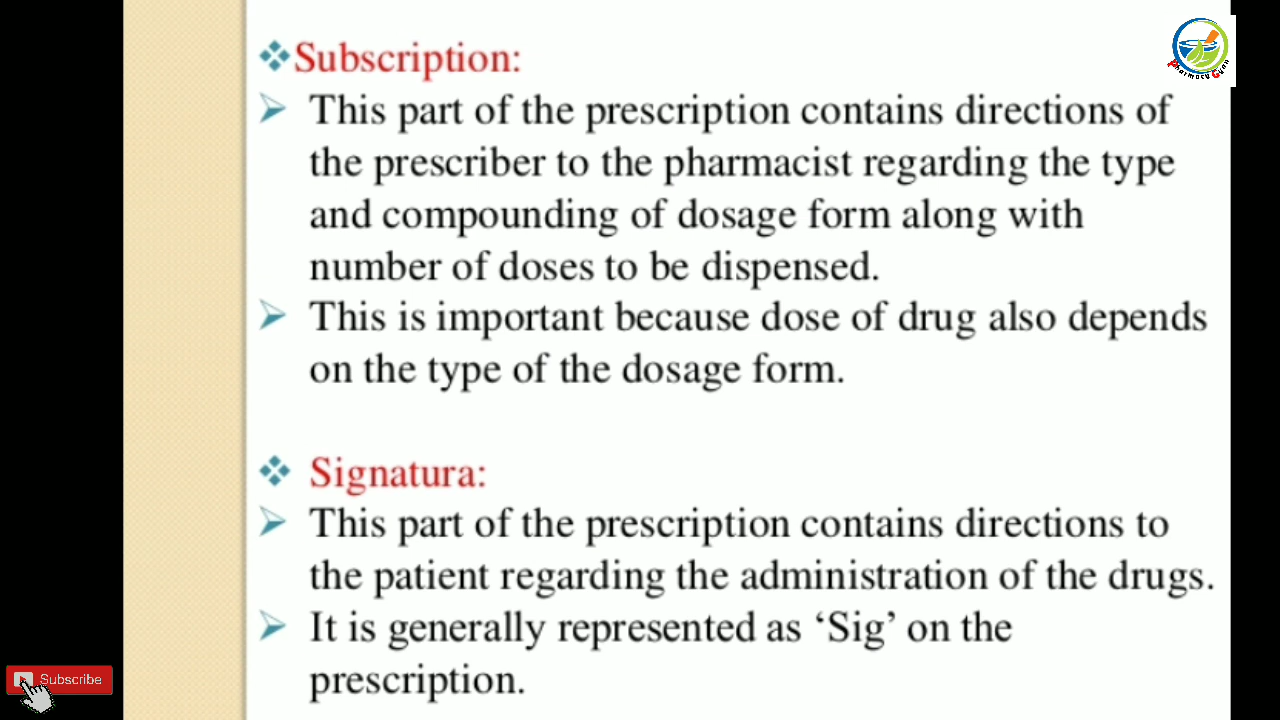 Subscription:
This part of the prescription contains directions of
the prescriber to the pharmacist regarding the type
and compounding of dosage form along with
number of doses to be dispensed.
This is important because dose of drug also depends
on the type of the dosage form.
Signatura:
This part of the prescription contains directions to
the patient regarding the administration of the drugs.
It is generally represented as ‘Sig’ on the
prescription.
Pharmacy Gyan
Subscribe